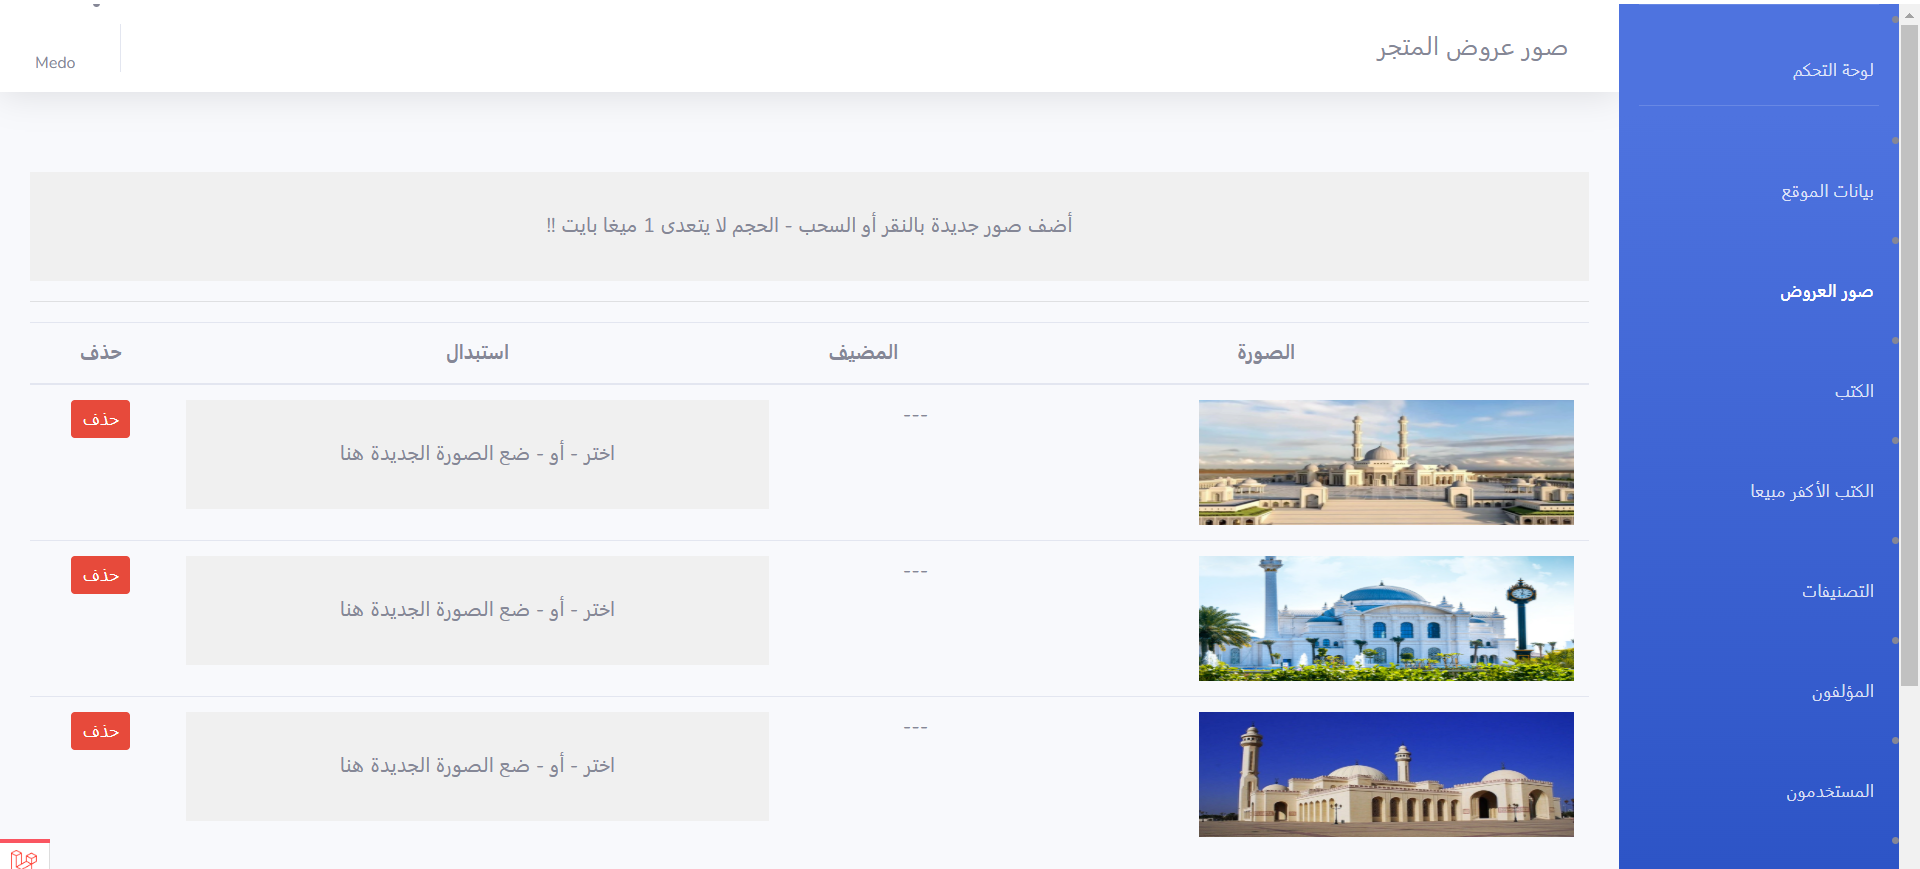 صور عروض المتجر
Medo
لوحة التحكم
بيانات الموقع
صور العروض
الكتب
الكتب الأكفر مبيعا
التصنيفات
المؤلفون
المستخدمون
أضف صور جديدة بالنقر أو السحب - الحجم لا يتعدى 1 ميغا بايت !!
الصورة المضيف استبدال حذف
--- اختر - أو - ضع الصورة الجديدة هنا حذف
--- اختر - أو - ضع الصورة الجديدة هنا حذف
--- اختر - أو - ضع الصورة الجديدة هنا حذف